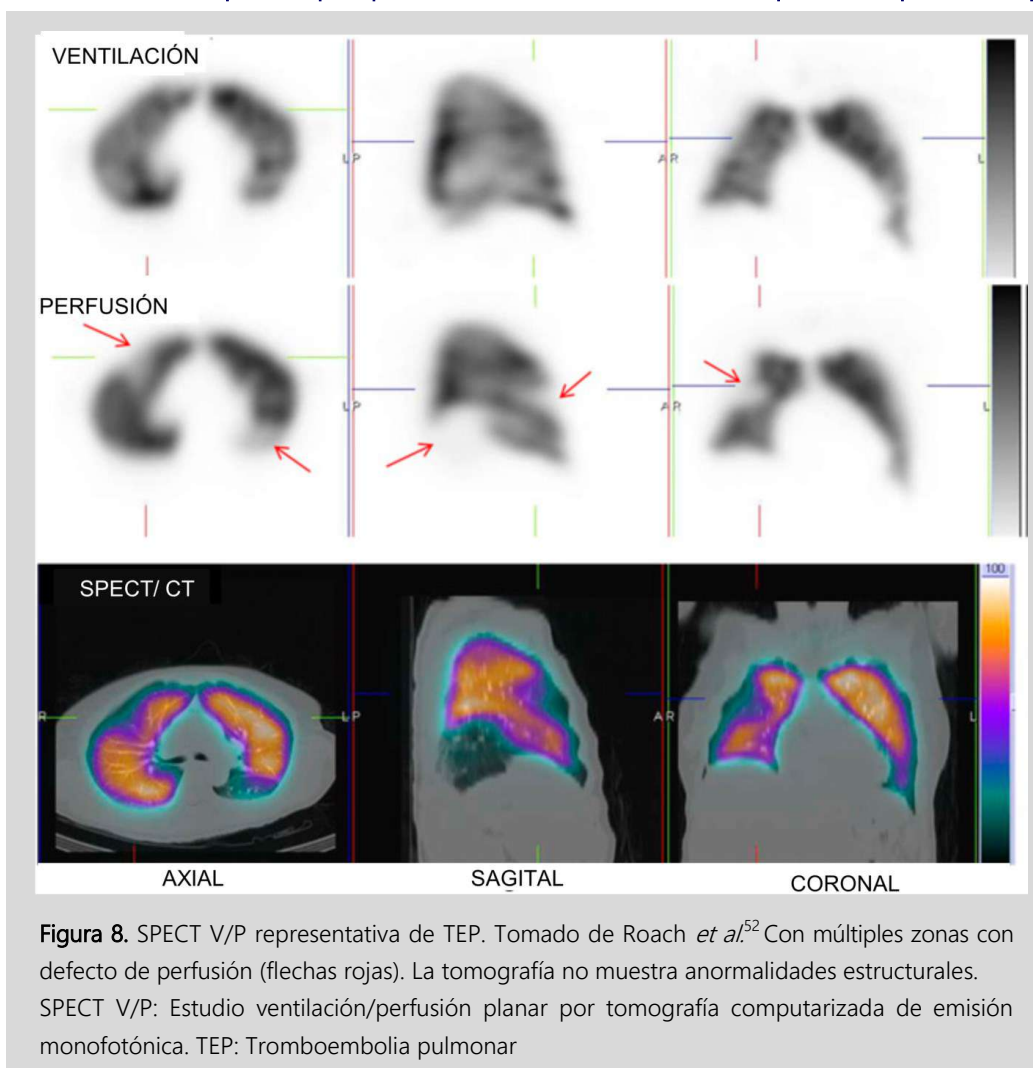 VENTILACIÓN
L P
A R
L
PERFUSIÓN
L P
A R
L
SPECT/ CT
100
R
L P
A R
L
AXIAL
SAGITAL
CORONAL
Figura 8. SPECT V/P representativa de TEP. Tomado de Roach et al.52 Con múltiples zonas con
defecto de perfusión (flechas rojas). La tomografía no muestra anormalidades estructurales.
SPECT V/P: Estudio ventilación/perfusión planar por tomografía computarizada de emisión
monofotónica. TEP: Tromboembolia pulmonar